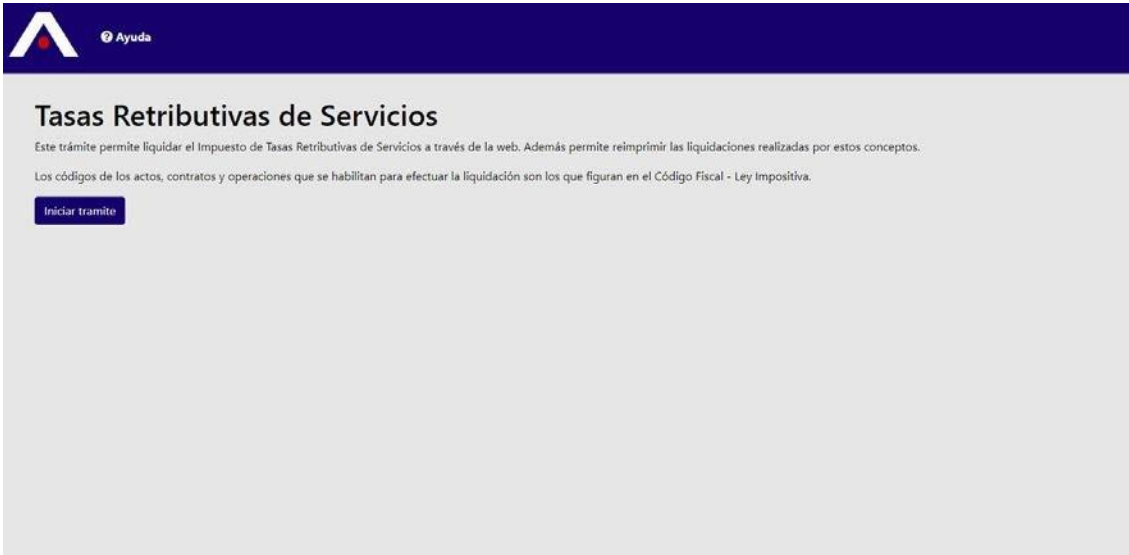 Ayuda
Tasas Retributivas de Servicios
Este trámite permite liquidar el Impuesto de Tasas Retributivas de Servicios a través de la web. Además permite reimprimir las liquidaciones realizadas por estos conceptos.
Los códigos de los actos, contratos y operaciones que se habilitan para efectuar la liquidación son los que figuran en el Código Fiscal - Ley Impositiva.
Iniciar tramite